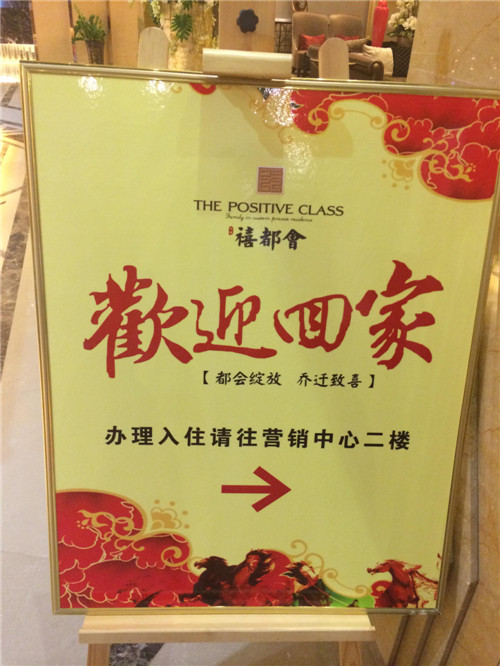 THE POSITIVE CLASS
禧都會
歡迎回家
【都会绽放 乔迁致喜】
办理入住请往营销中心二楼